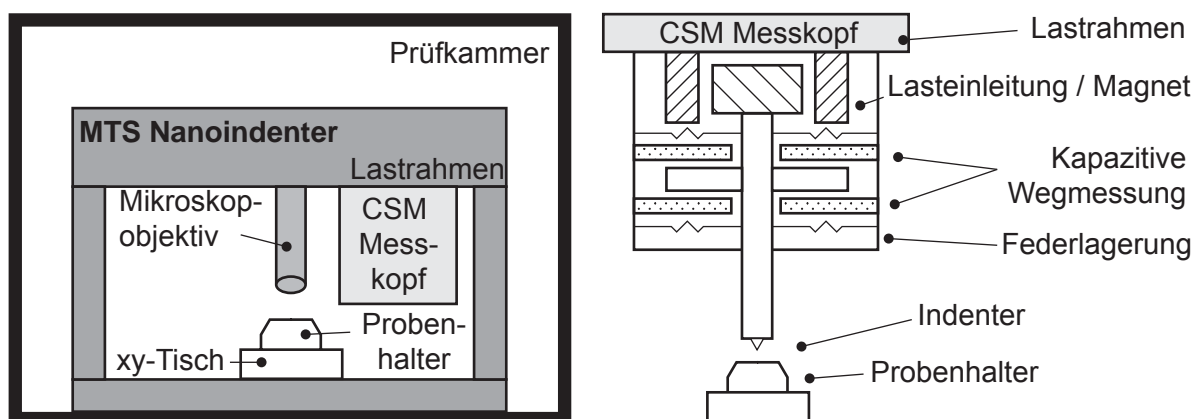 Prüfkammer
MTS Nanoindenter
Lastrahmen
Mikroskop-
objektiv
CSM
Mess-
kopf
Proben-
halter
xy-Tisch
CSM Messkopf
Lastrahmen
Lasteinleitung / Magnet
Kapazitive
Wegmessung
Federlagerung
Indenter
Probenhalter